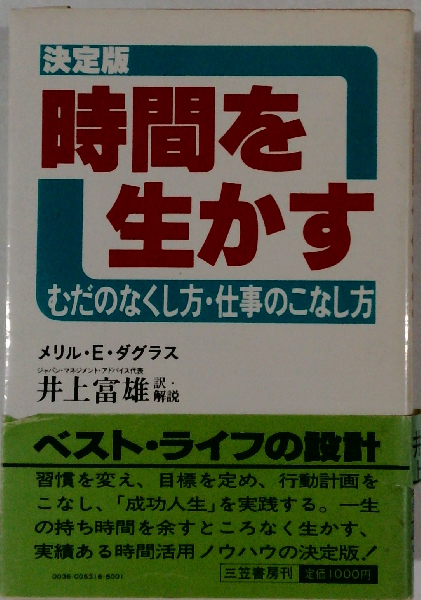 決定版
時間を
生かす
むだのなくし方・仕事のこなし方
メリル・E・ダグラス
ジャパン・マネジメント・アドバイス代表
井上富雄 訳・解説
ベスト・ライフの設計
習慣を変え、目標を定め、行動計画を
こなし、「成功人生」を実践する。一生
の持ち時間を余すところなく生かす、
実績ある時間活用ノウハウの決定版!
三笠書房刊 定価1000円